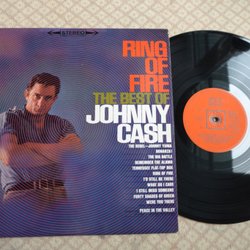 STEREO
RING
OF
FIRE
THE BEST OF
JOHNNY
CASH
THE REBEL-JOHNNY YUMA
BONANZA!
THE BIG BATTLE
REMEMBER THE ALAMO
TENNESSEE FLAT-TOP BOX
RING OF FIRE
I'D STILL BE THERE
WHAT DO I CARE
I STILL MISS SOMEONE
FORTY SHADES OF GREEN
WERE YOU THERE
PEACE IN THE VALLEY